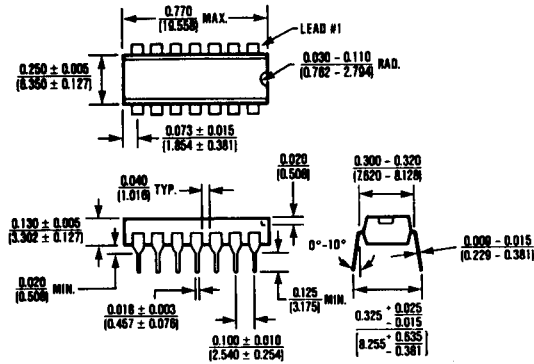 0.770
(19.558) MAX.
LEAD #1
0.250 ± 0.005
(6.350 ± 0.127)
0.030 – 0.110
(0.762 – 2.794) RAD.
0.073 ± 0.015
(1.854 ± 0.381)
0.040
(1.016) TYP.
0.020
(0.508)
0.300 – 0.320
(7.620 – 8.128)
0.130 ± 0.005
(3.302 ± 0.127)
0°–10°
0.009 – 0.015
(0.229 – 0.381)
0.020
(0.508) MIN.
0.018 ± 0.003
(0.457 ± 0.076)
0.125
(3.175) MIN.
0.100 ± 0.010
(2.540 ± 0.254)
0.325 + 0.025
– 0.015
(8.255 + 0.635
– 0.381)